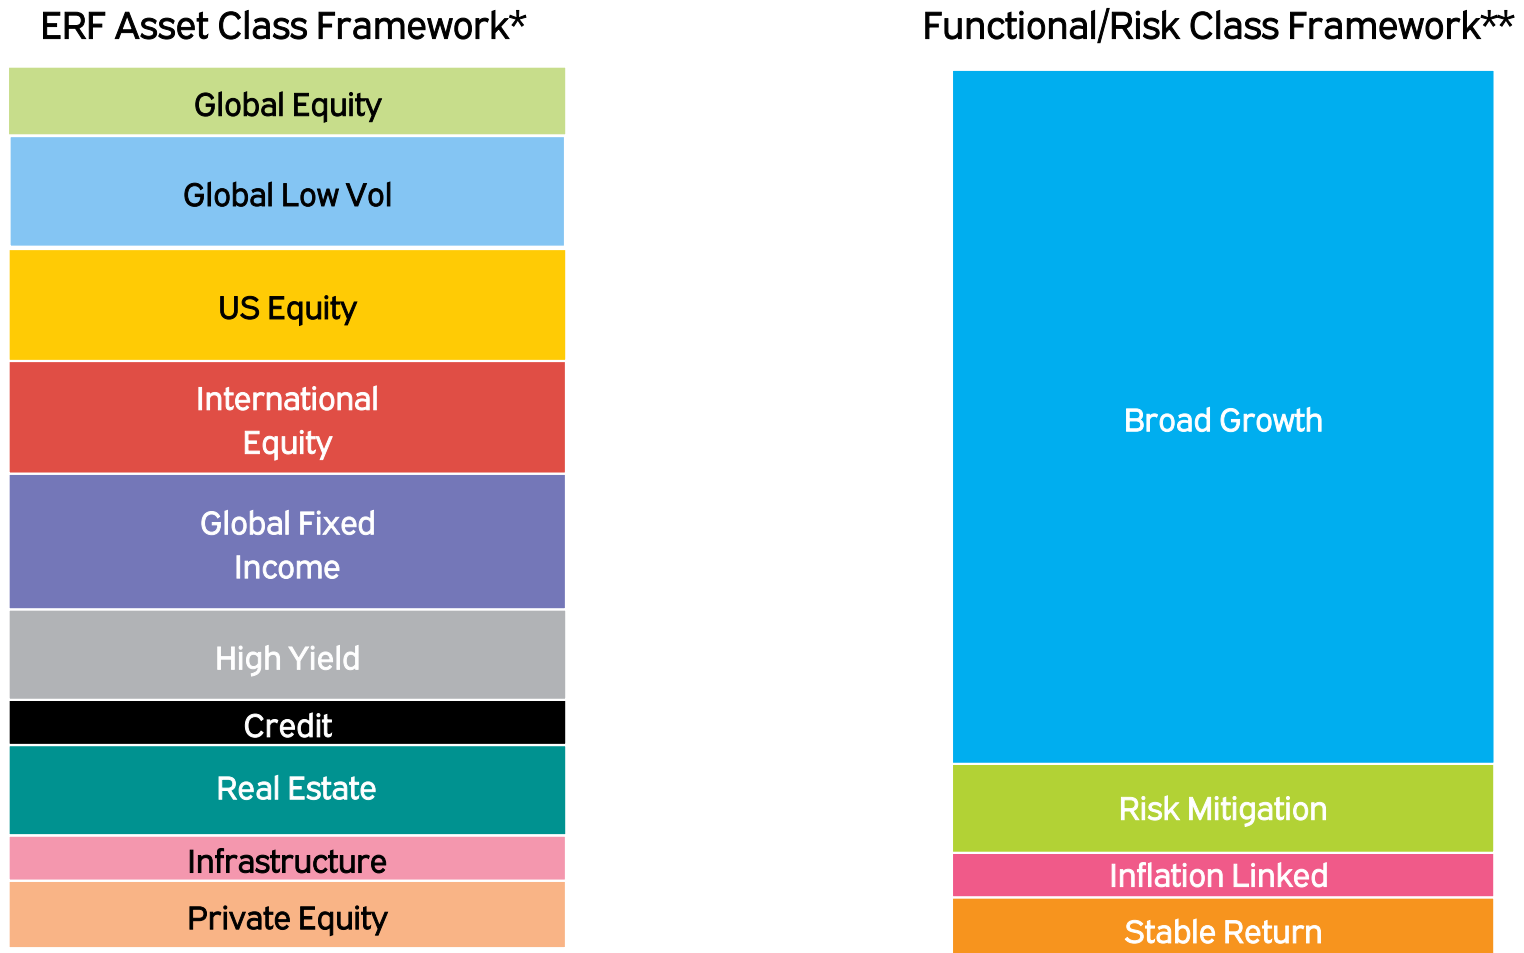 ERF Asset Class Framework*
Global Equity
Global Low Vol
US Equity
International
Equity
Global Fixed
Income
High Yield
Credit
Real Estate
Infrastructure
Private Equity
Functional/Risk Class Framework**
Broad Growth
Risk Mitigation
Inflation Linked
Stable Return